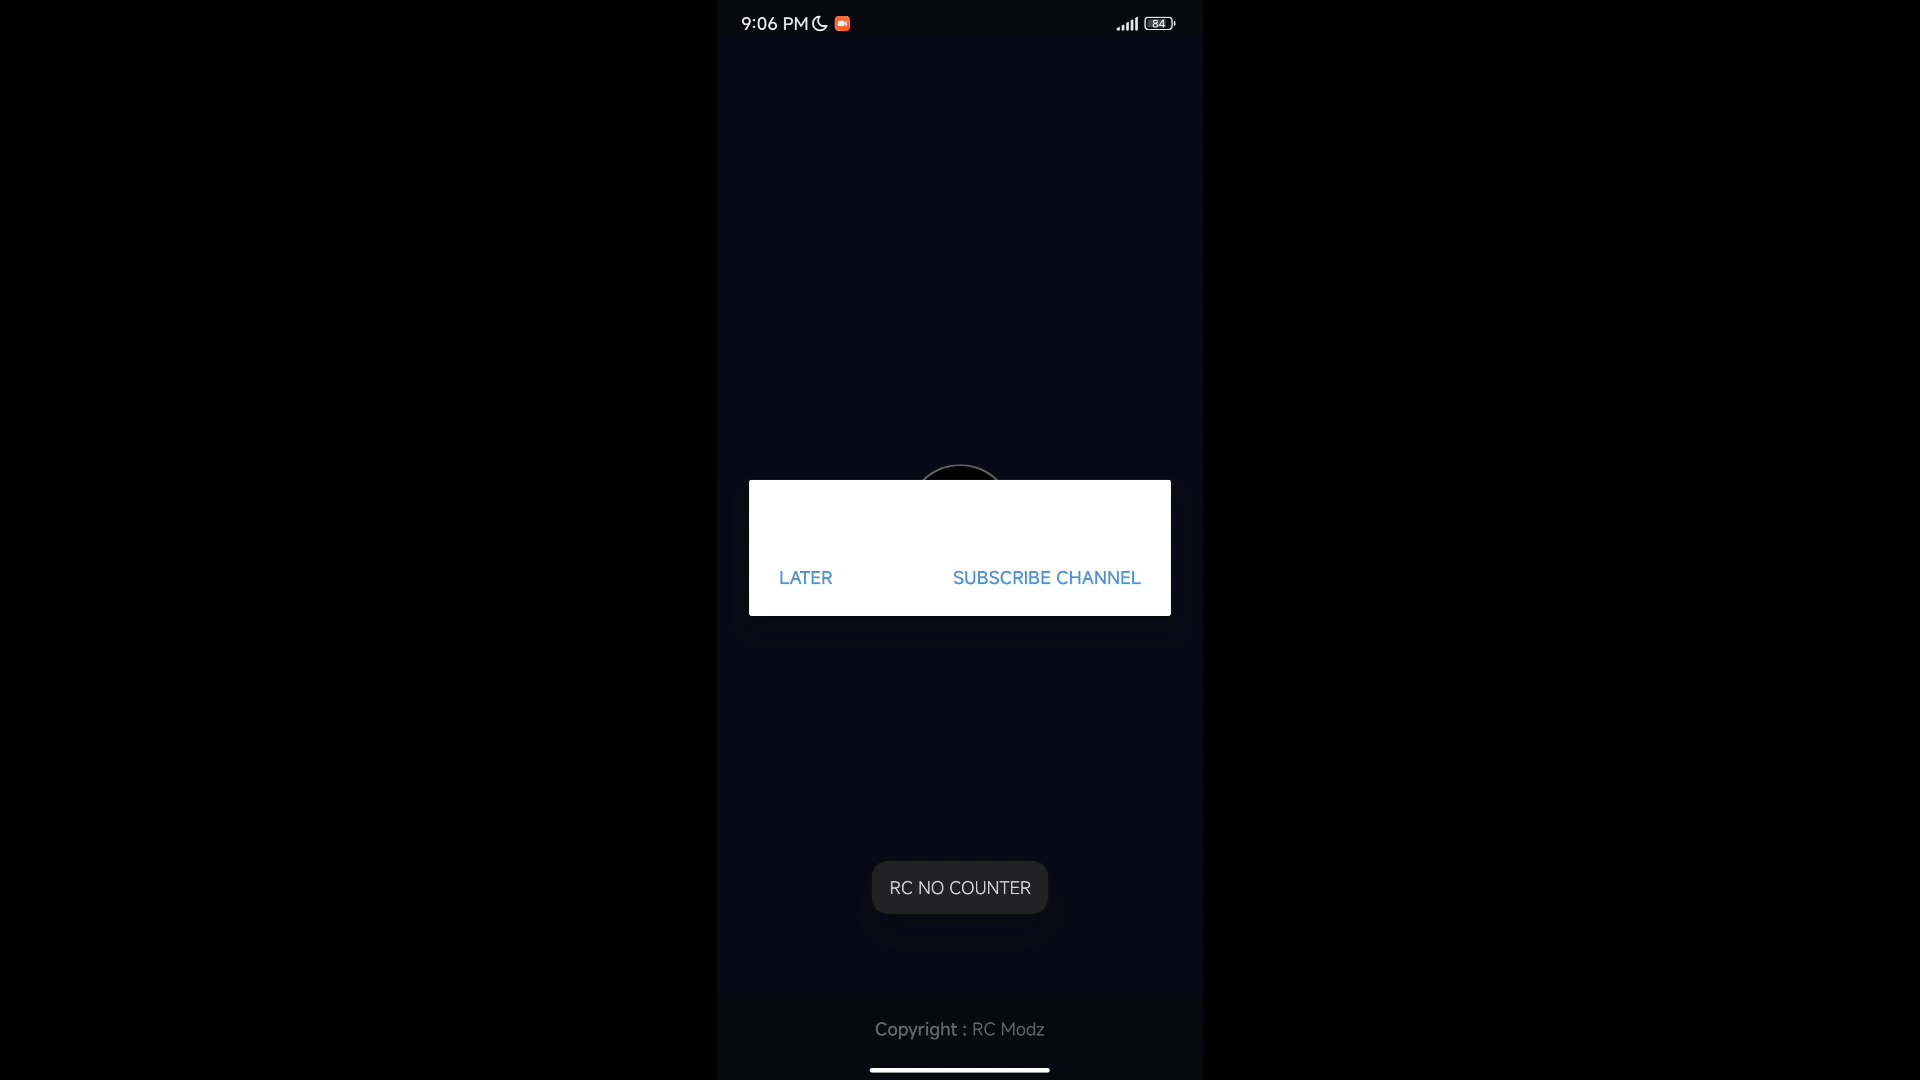 9:06 PM
84
LATER
SUBSCRIBE CHANNEL
RC NO COUNTER
Copyright : RC Modz